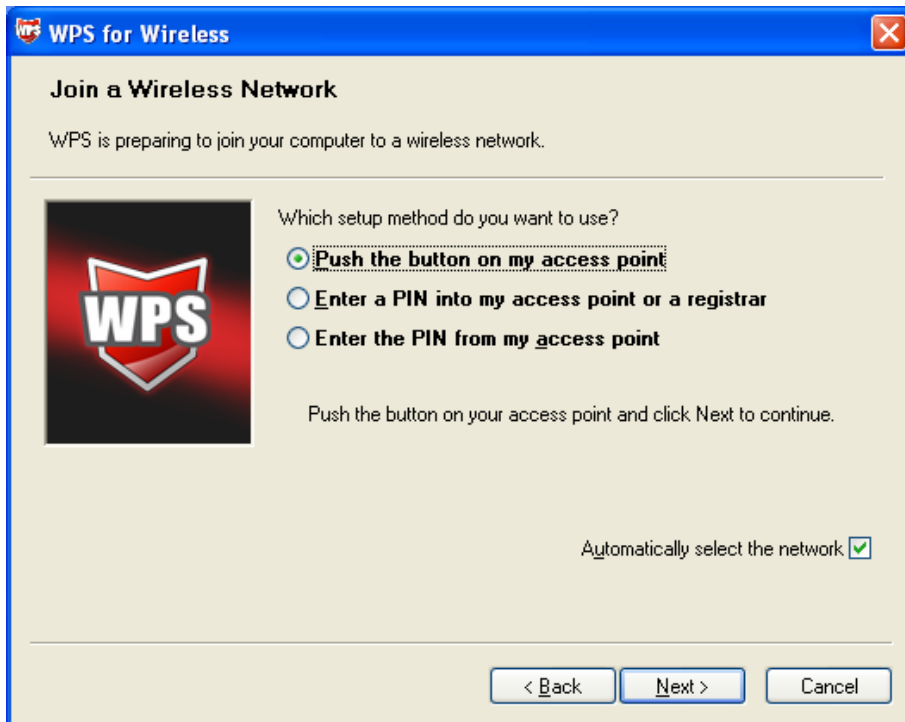 WPS for Wireless
Join a Wireless Network
WPS is preparing to join your computer to a wireless network.
WPS
Which setup method do you want to use?
Push the button on my access point
Enter a PIN into my access point or a registrar
Enter the PIN from my access point
Push the button on your access point and click Next to continue.
Automatically select the network
< Back
Next >
Cancel